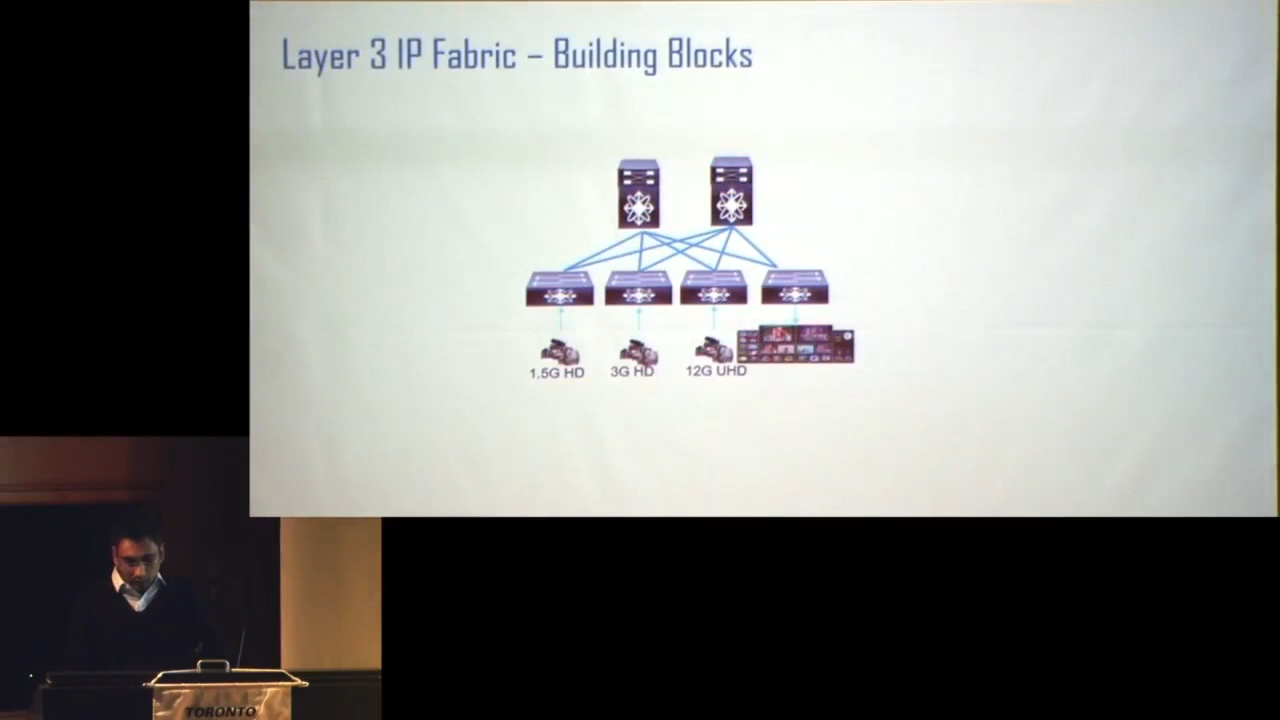 Layer 3 IP Fabric – Building Blocks
1.5G HD
3G HD
12G UHD
TORONTO